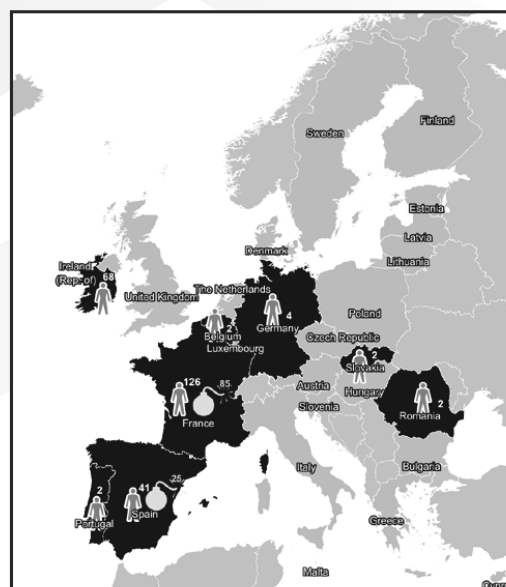 Finland
Sweden
Estonia
Latvia
Denmark
Lithuania
Ireland
(Rep. of)
68
The Netherlands
United Kingdom
2
4
Poland
Belgium
Germany
Czech Republic
Luxembourg
2
Slovakia
126
85
Austria
Hungary
2
Slovenia
Romania
France
Italy
Bulgaria
41
25
2
Spain
Portugal
Greece
Malta